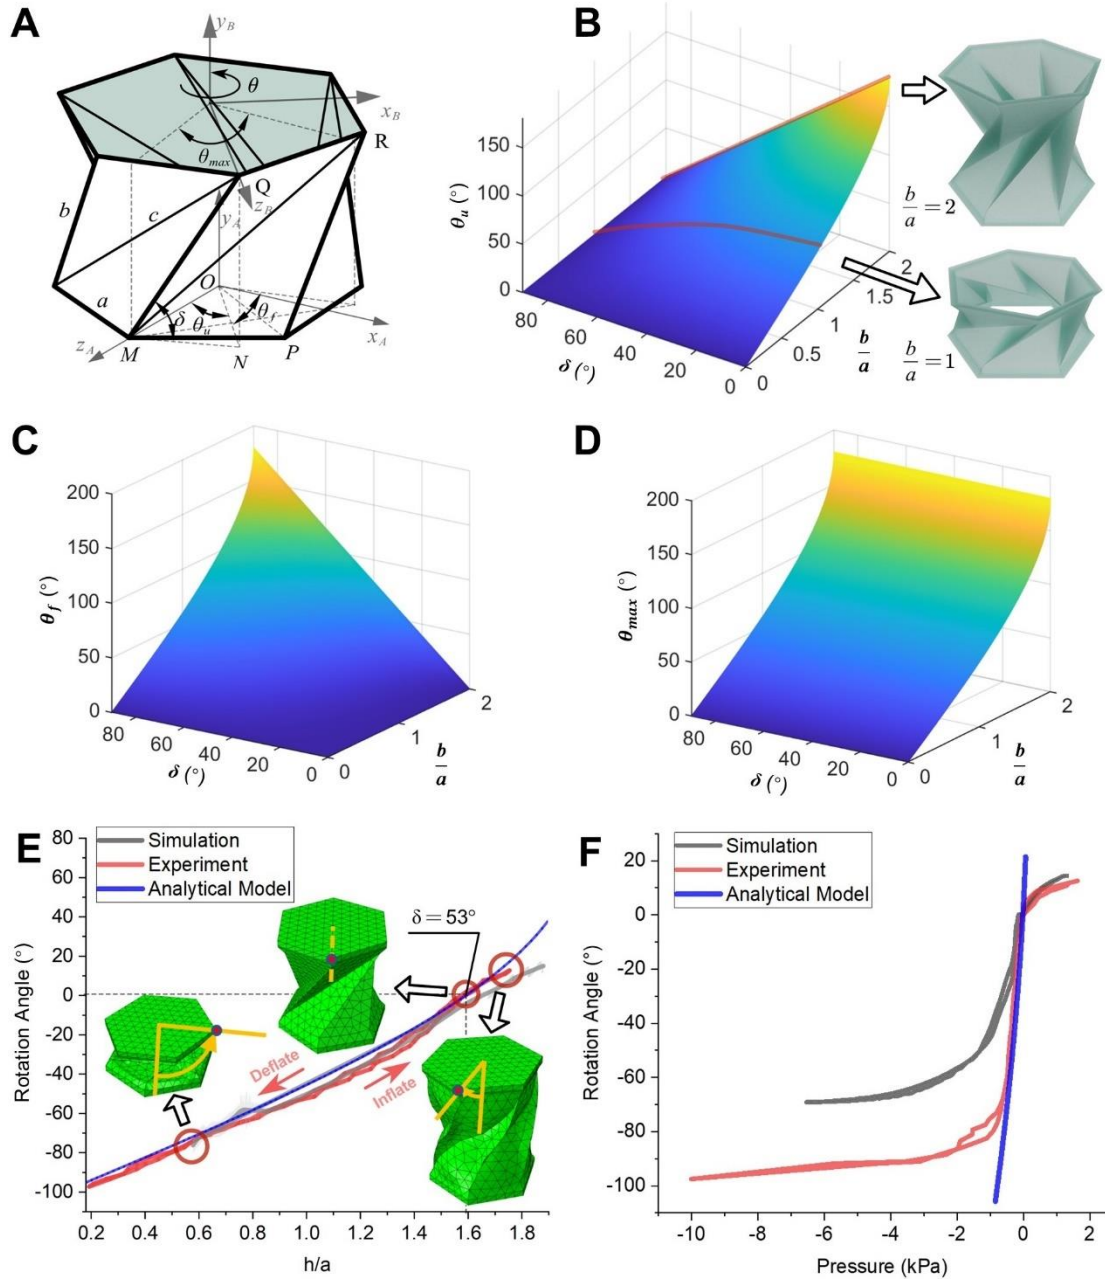 A
y_B
θ
x_B
θ_max
R
Q
z_B
b
c
y_A
O
a
δ
θ_u
θ_f
z_A
M
N
P
x_A
B
150
100
50
0
θ_u (°)
80
60
40
20
0
δ (°)
0
0.5
1
1.5
2
b/a
b/a = 2
b/a = 1
C
200
150
100
50
0
θ_f (°)
80
60
40
20
0
δ (°)
0
1
2
b/a
D
200
150
100
50
0
θ_max (°)
80
60
40
20
0
δ (°)
0
1
2
b/a
E
Simulation
Experiment
Analytical Model
80
60
40
20
0
-20
-40
-60
-80
-100
Rotation Angle (°)
δ = 53°
Deflate
Inflate
0.2 0.4 0.6 0.8 1.0 1.2 1.4 1.6 1.8
h/a
F
Simulation
Experiment
Analytical Model
20
0
-20
-40
-60
-80
-100
Rotation Angle (°)
-10 -8 -6 -4 -2 0 2
Pressure (kPa)